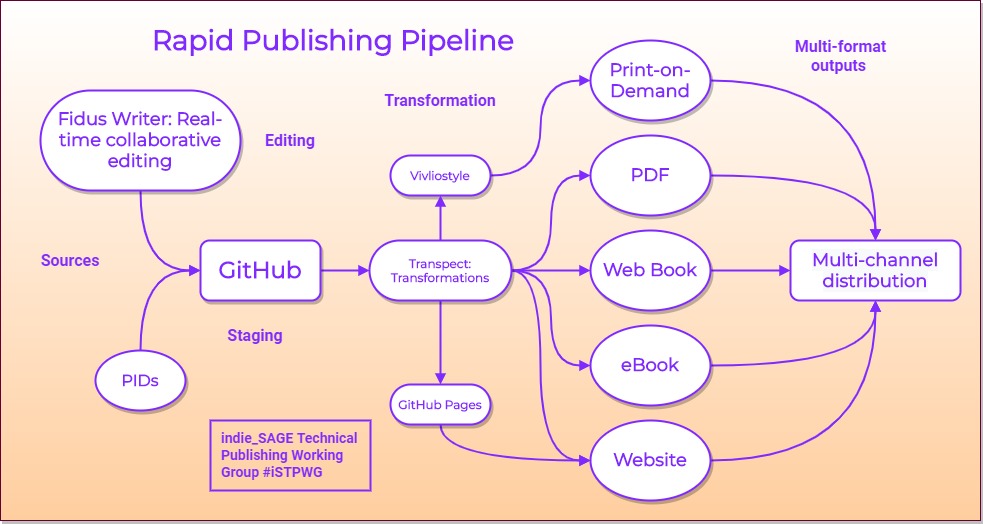 Rapid Publishing Pipeline
Multi-format
outputs
Print-on-
Demand
Transformation
Fidus Writer: Real-
time collaborative
editing
Editing
Vivliostyle
PDF
Sources
GitHub
Transpect:
Transformations
Web Book
Multi-channel
distribution
Staging
eBook
PIDs
GitHub Pages
indie_SAGE Technical
Publishing Working
Group #iSTPWG
Website